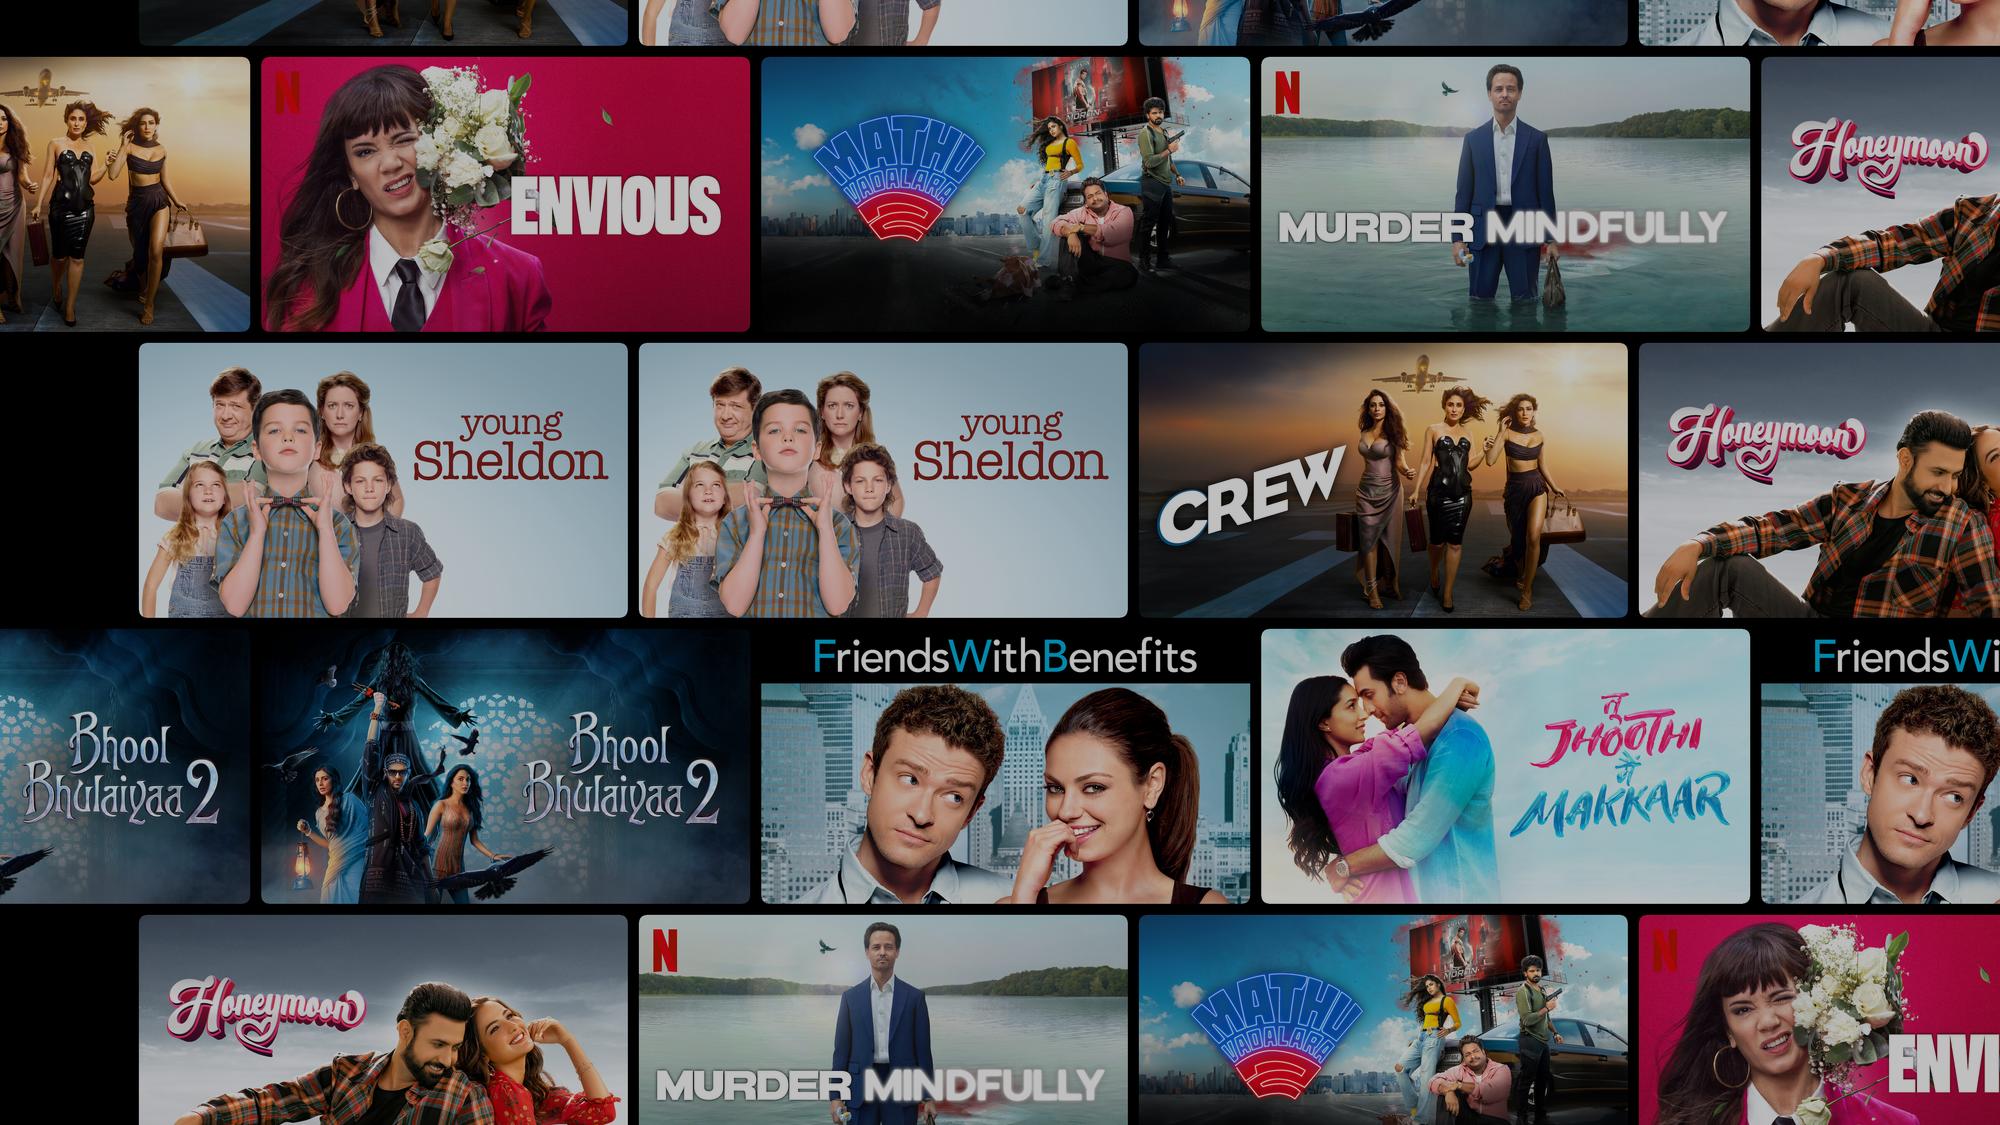 N
ENVIOUS
MATHU
VADALARA
2
N
MURDER MINDFULLY
Honeymoon
young
Sheldon
young
Sheldon
CREW
Honeymoon
Bhool
Bhulaiyaa 2
Bhool
Bhulaiyaa 2
FriendsWithBenefits
तू
JHOOTHI
मैं
MAKKAAR
FriendsWi
Honeymoon
N
MURDER MINDFULLY
MATHU
VADALARA
2
N
ENVI